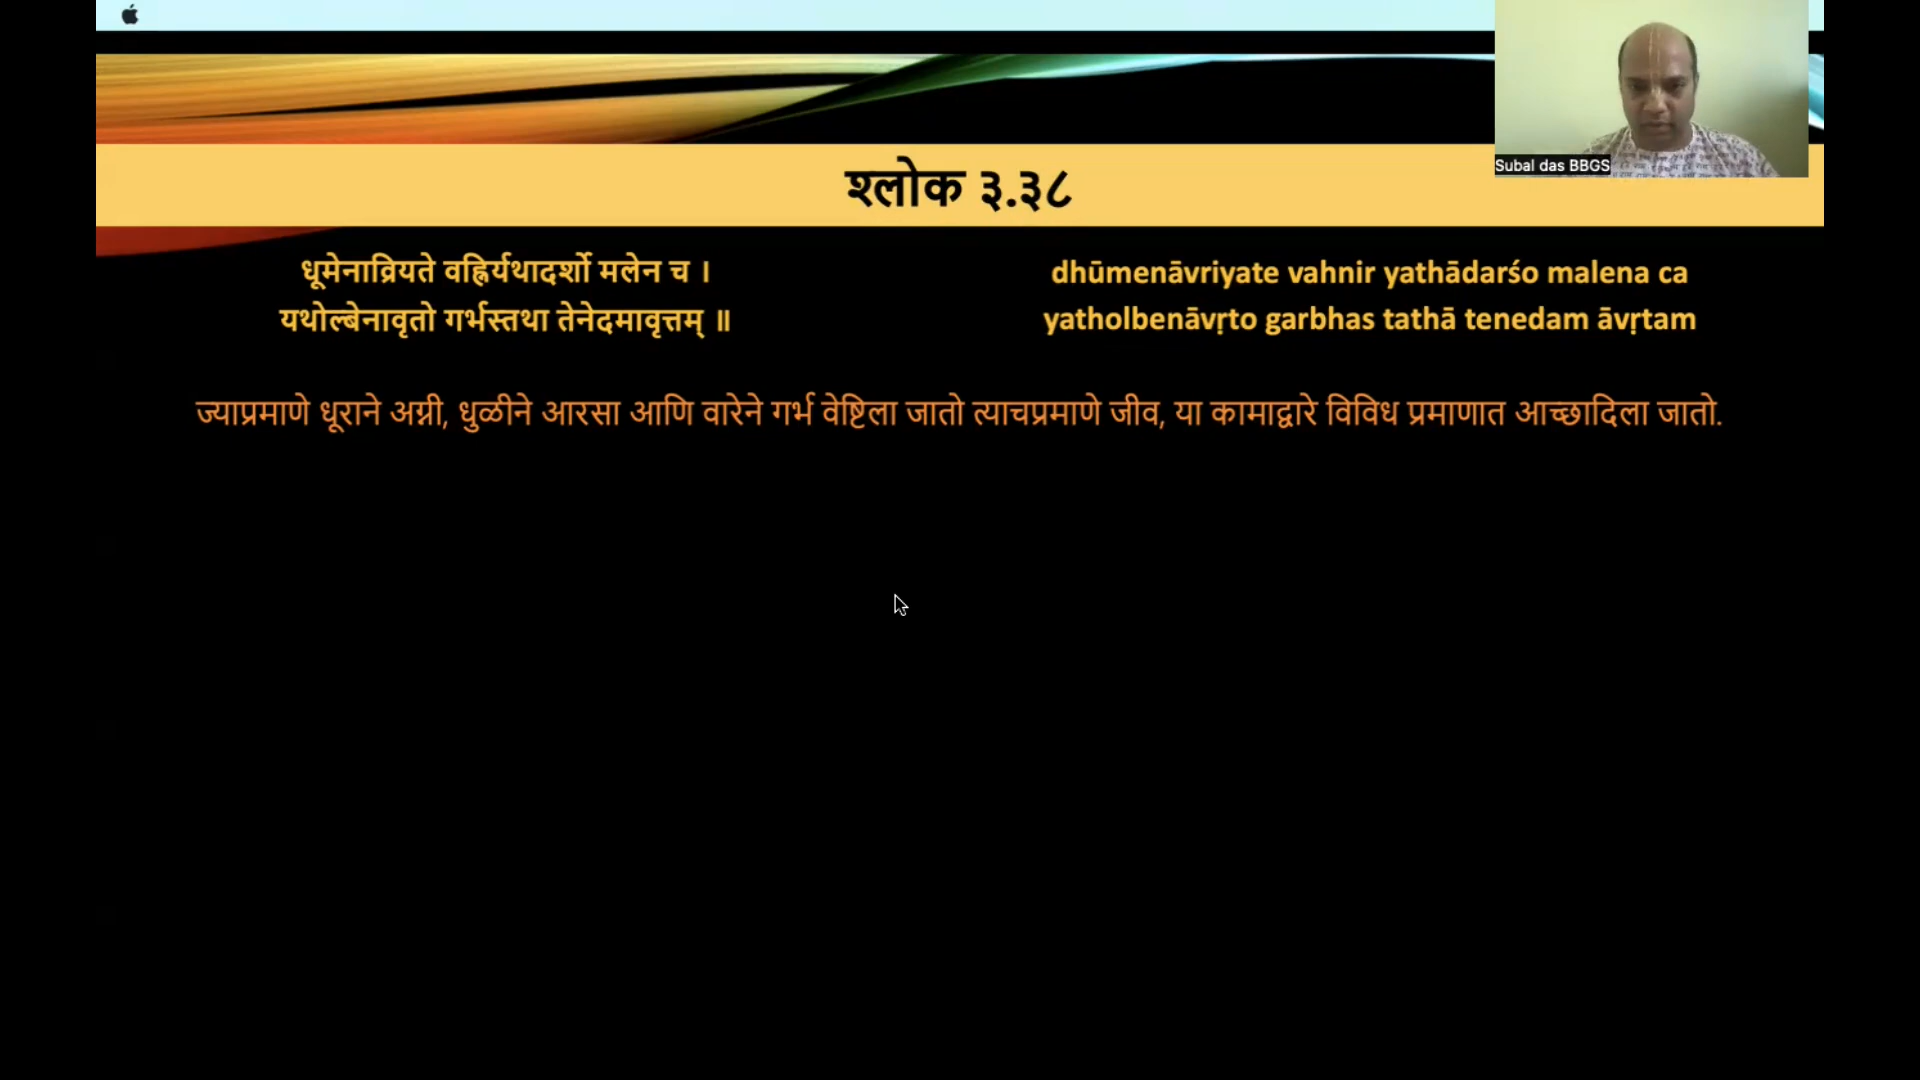 Subal das BBGS
श्लोक ३.३८
धूमेनाव्रियते वह्निर्यथादर्शो मलेन च ।
यथोल्बेनावृतो गर्भस्तथा तेनेदमावृत्तम् ॥
dhūmenāvriyate vahnir yathādarśo malena ca
yatholbenāvṛto garbhas tathā tenedam āvṛtam
ज्याप्रमाणे धूराने अग्नी, धुळीने आरसा आणि वारेने गर्भ वेष्टिला जातो त्याचप्रमाणे जीव, या कामाद्वारे विविध प्रमाणात आच्छादिला जातो.